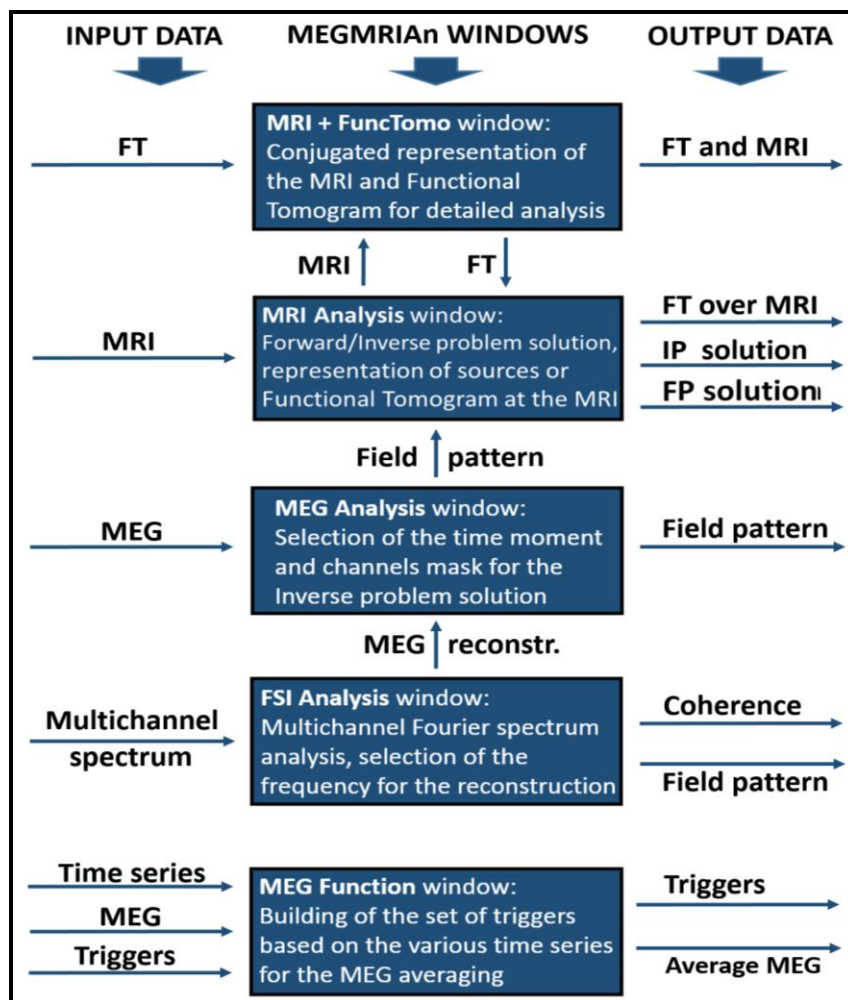 INPUT DATA
MEGMRIAn WINDOWS
OUTPUT DATA
FT
MRI + FuncTomo window:
Conjugated representation of
the MRI and Functional
Tomogram for detailed analysis
FT and MRI
MRI
FT
MRI
MRI Analysis window:
Forward/Inverse problem solution,
representation of sources or
Functional Tomogram at the MRI
FT over MRI
IP solution
FP solution
Field pattern
MEG
MEG Analysis window:
Selection of the time moment
and channels mask for the
Inverse problem solution
Field pattern
MEG reconstr.
Multichannel
spectrum
FSI Analysis window:
Multichannel Fourier spectrum
analysis, selection of the
frequency for the reconstruction
Coherence
Field pattern
Time series
MEG
Triggers
MEG Function window:
Building of the set of triggers
based on the various time series
for the MEG averaging
Triggers
Average MEG